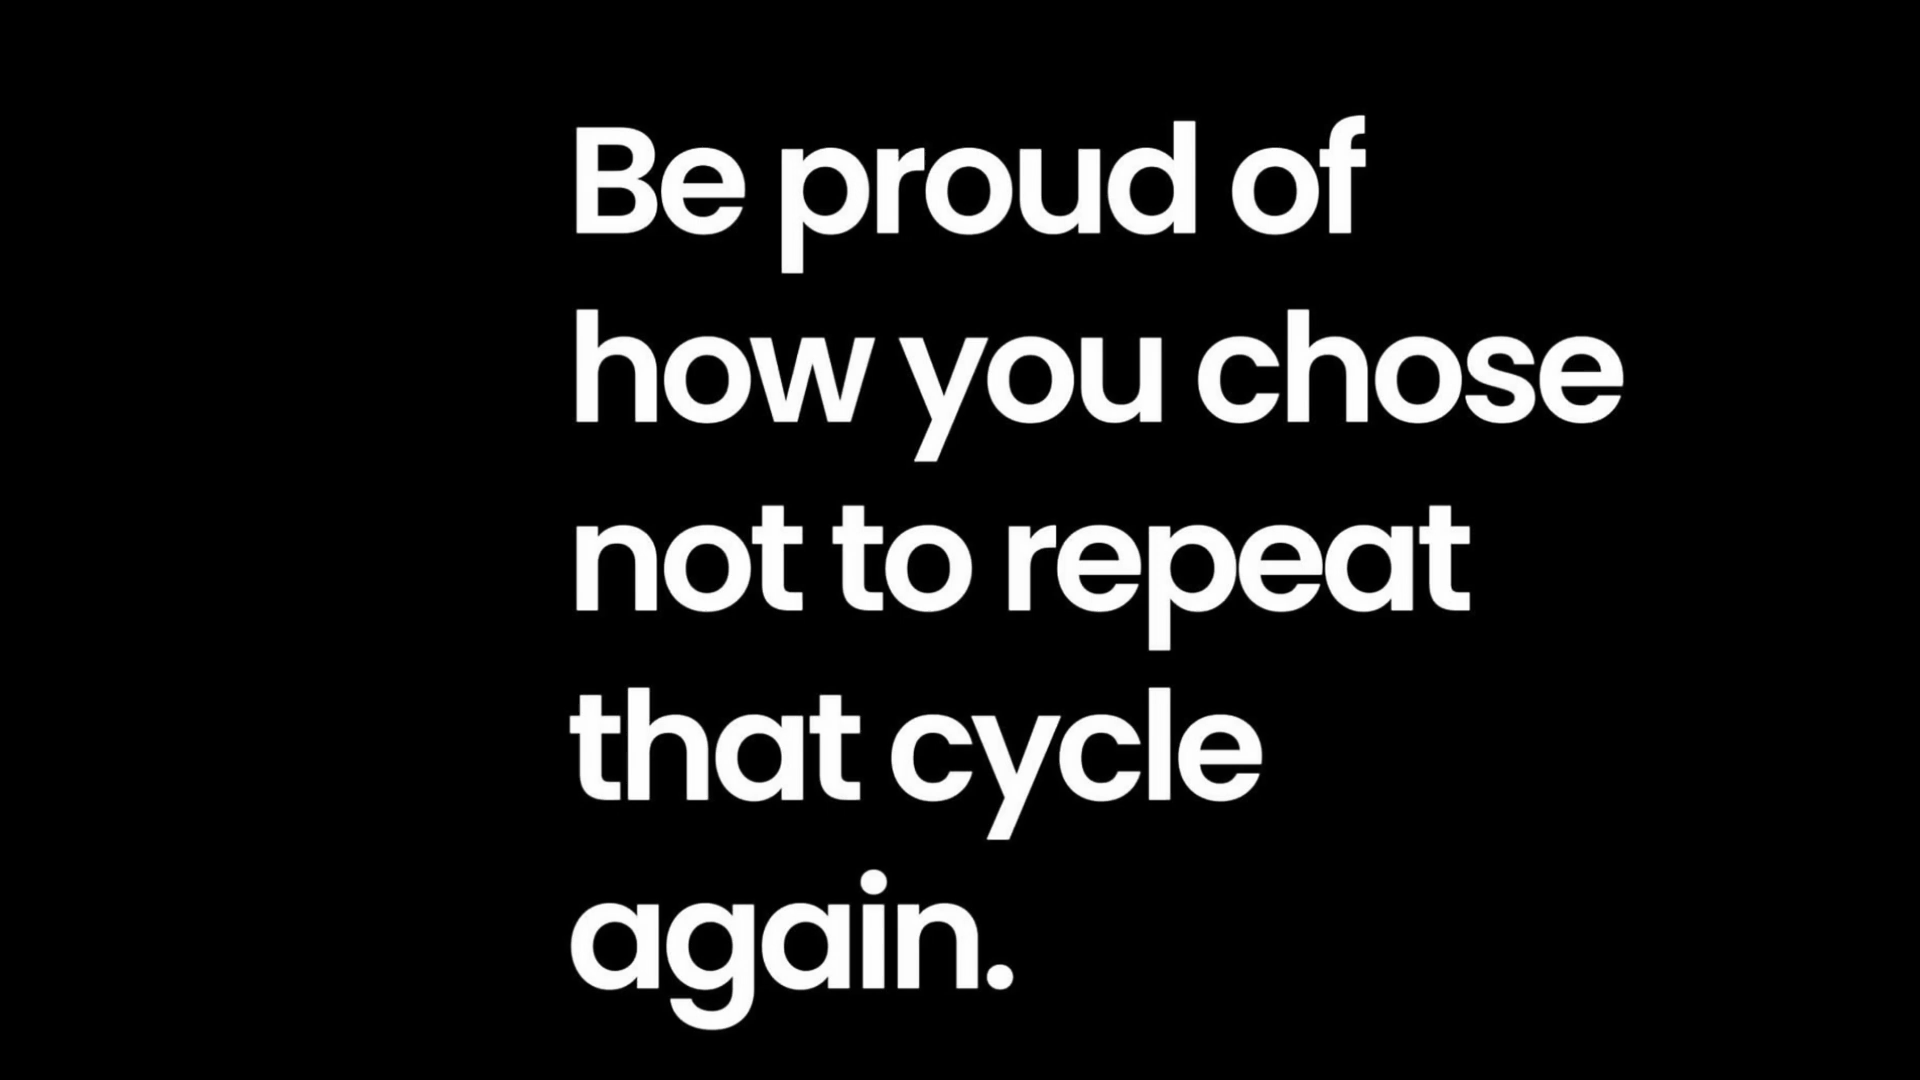 Be proud of
how you chose
not to repeat
that cycle
again.